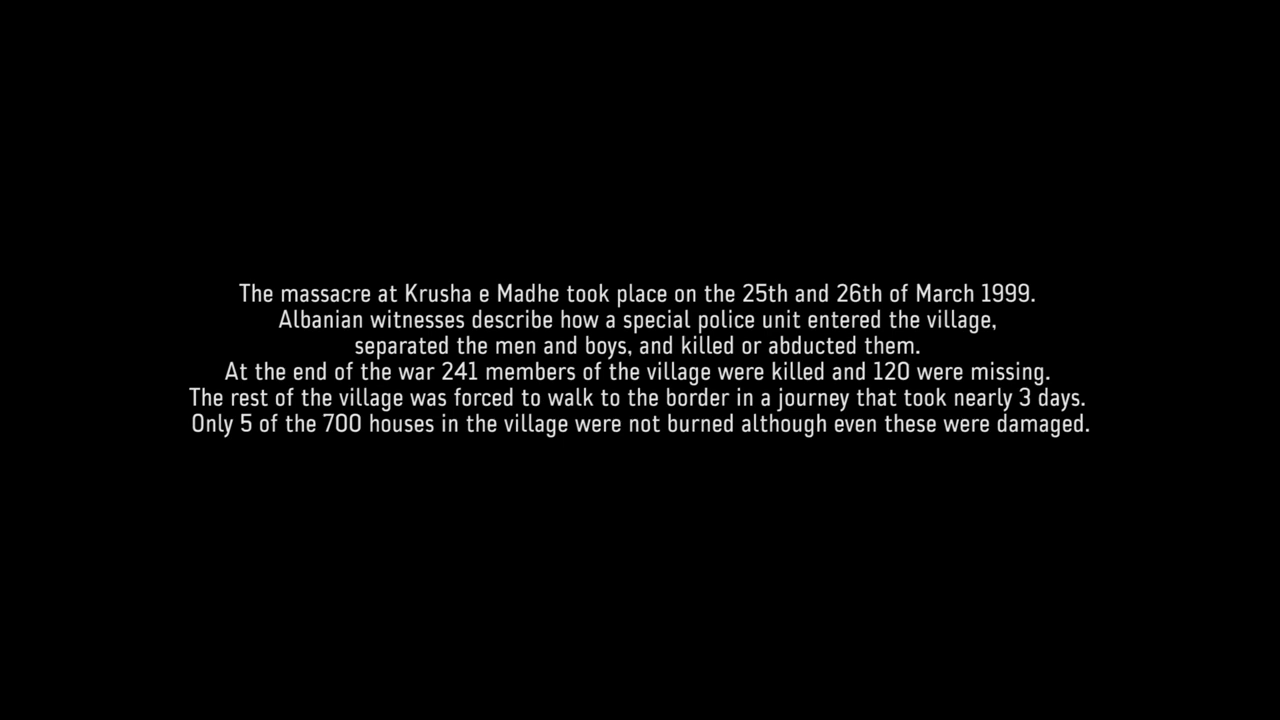 The massacre at Krusha e Madhe took place on the 25th and 26th of March 1999.
Albanian witnesses describe how a special police unit entered the village,
separated the men and boys, and killed or abducted them.
At the end of the war 241 members of the village were killed and 120 were missing.
The rest of the village was forced to walk to the border in a journey that took nearly 3 days.
Only 5 of the 700 houses in the village were not burned although even these were damaged.